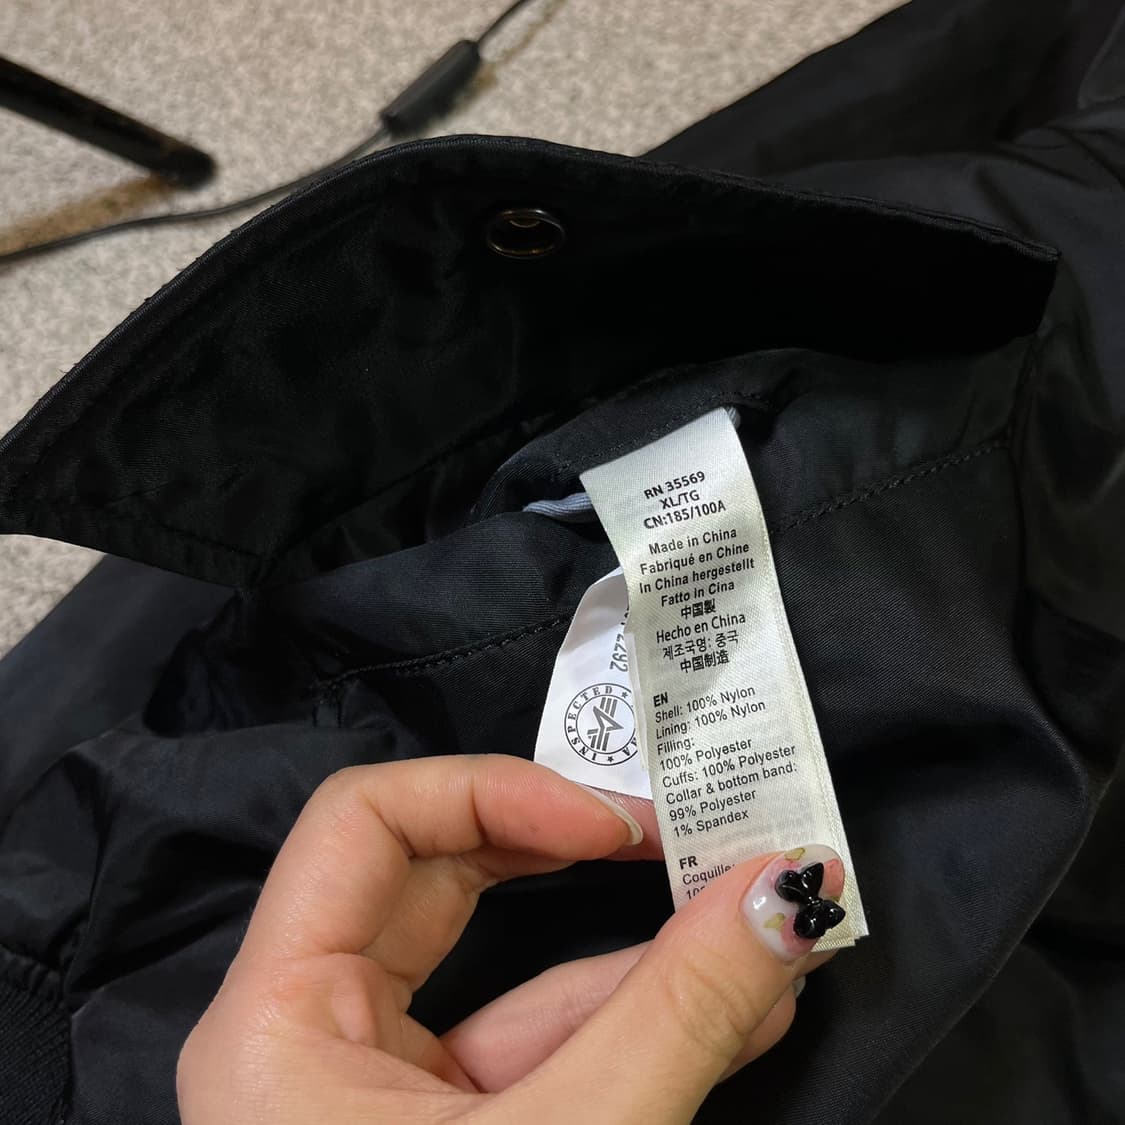 RN 35569
XL/TG
CN:185/100A
Made in China
Fabriqué en Chine
In China hergestellt
Fatto in Cina
中国製
Hecho en China
제조국명: 중국
中国制造
EN
Shell: 100% Nylon
Lining: 100% Nylon
Filling:
100% Polyester
Cuffs: 100% Polyester
Collar & bottom band:
99% Polyester
1% Spandex
FR
2292
INSPECTED